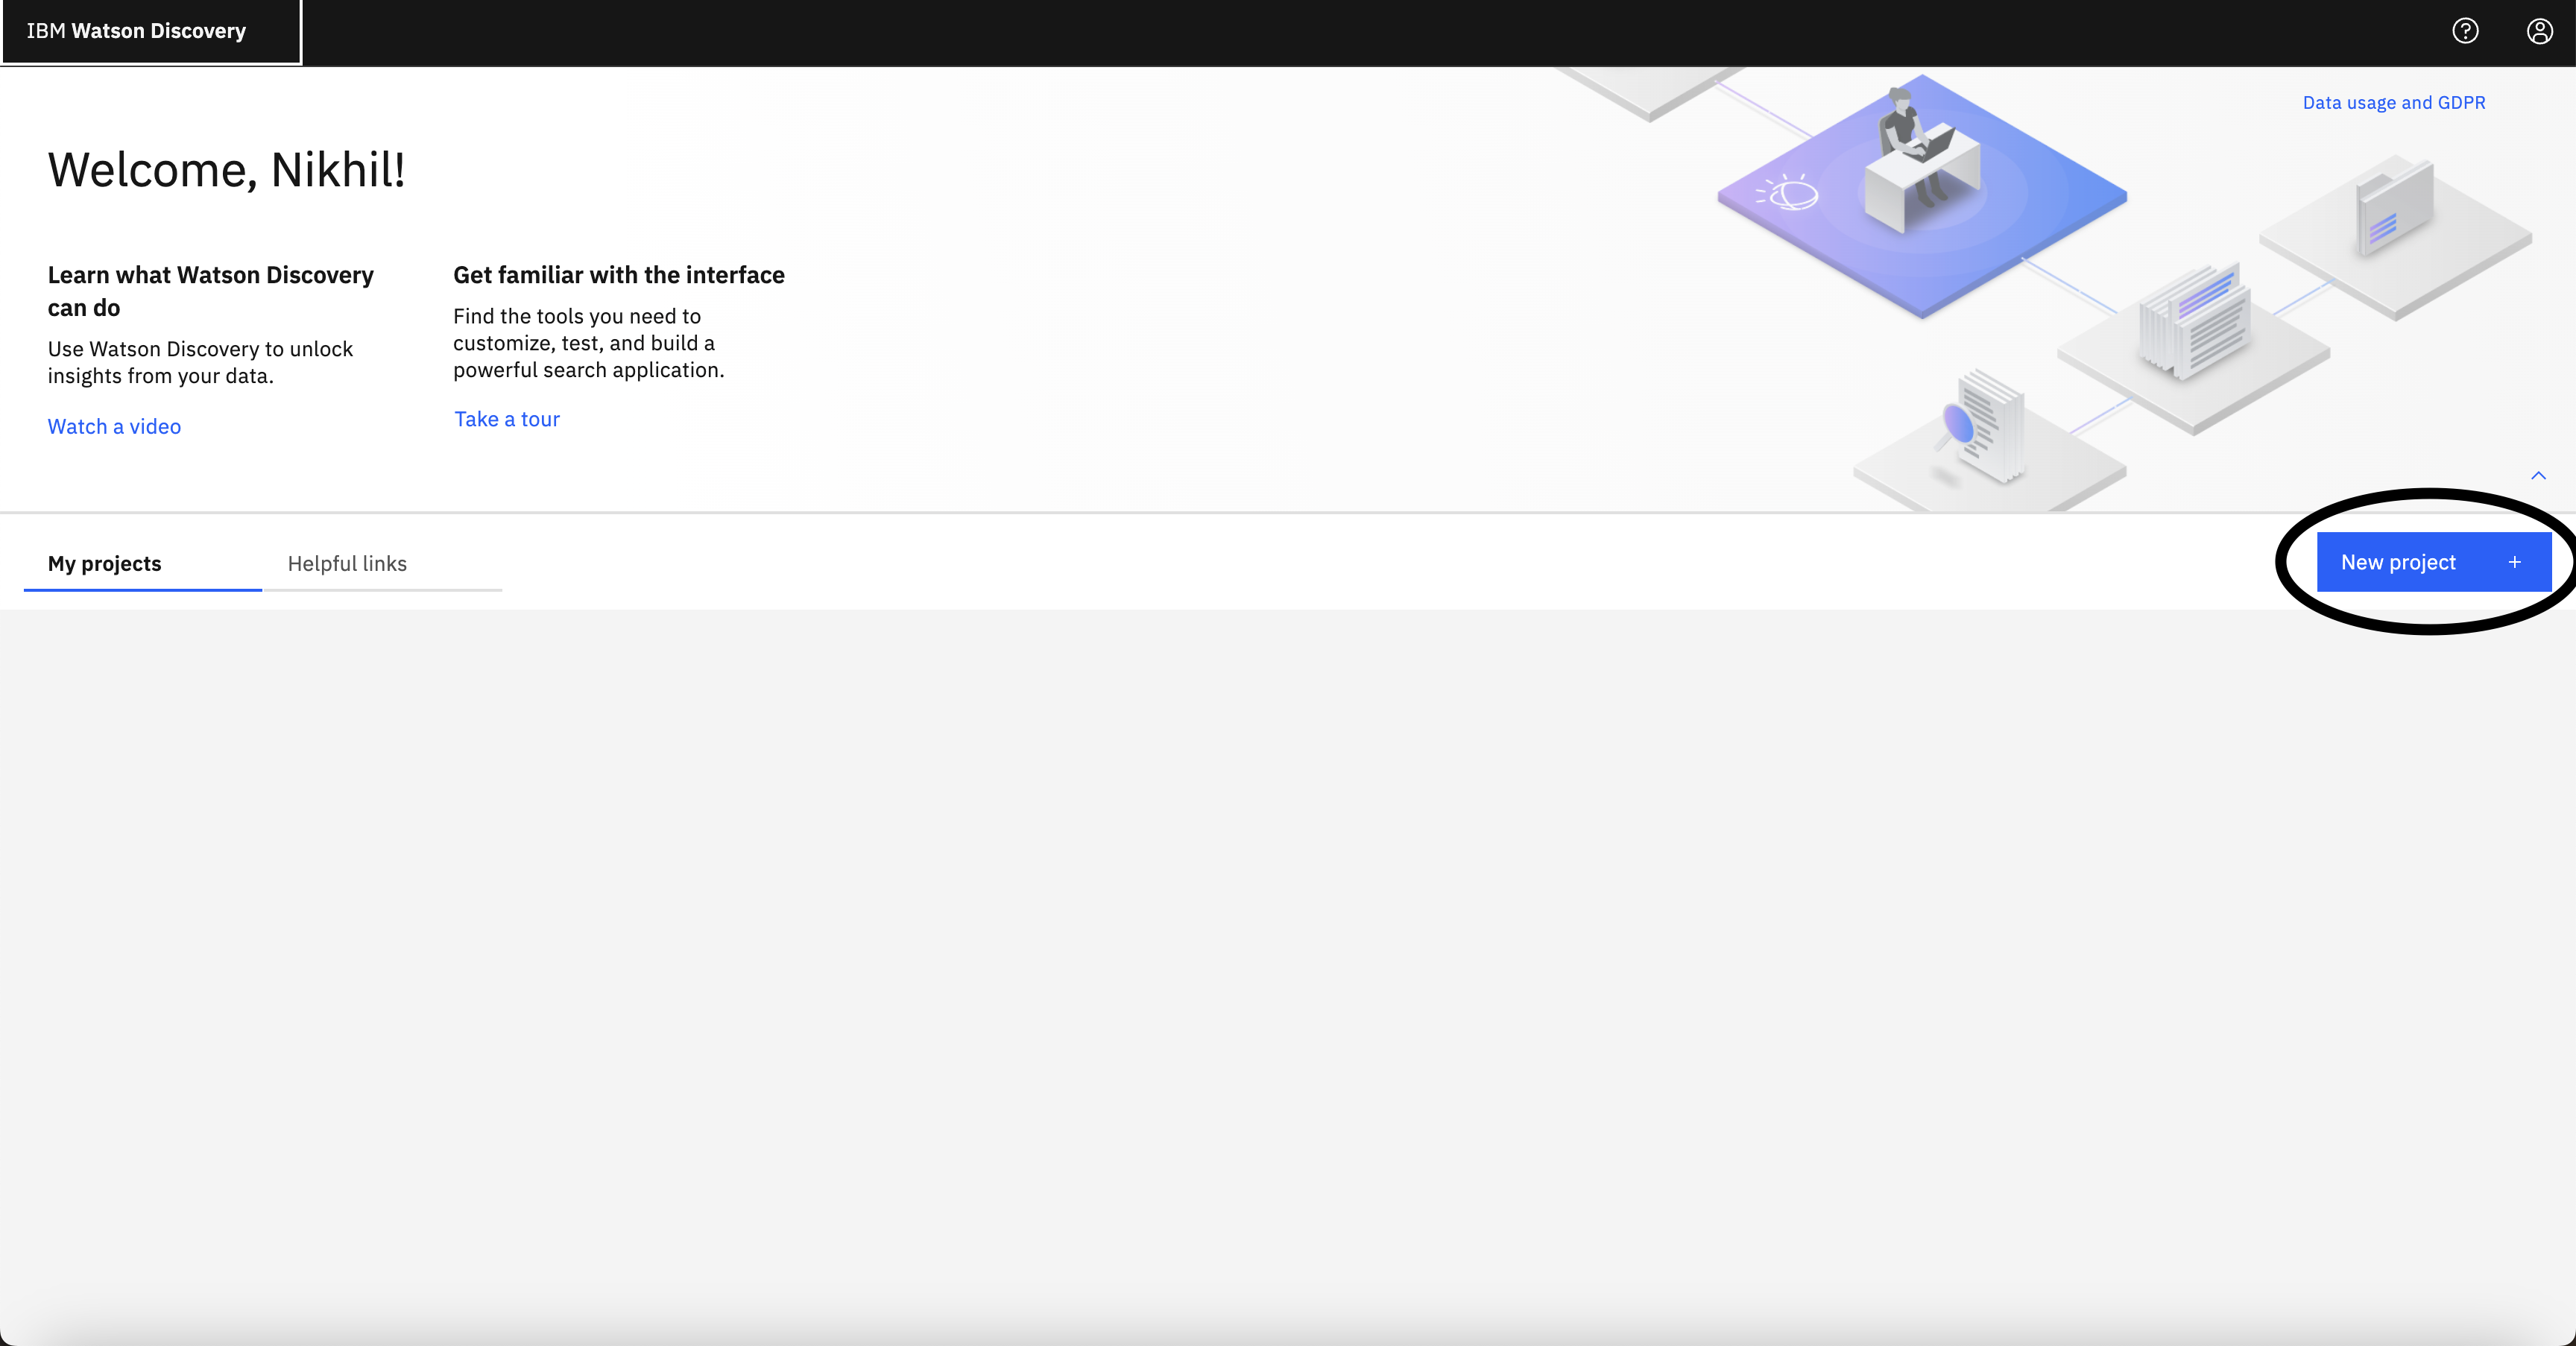 IBM Watson Discovery
Data usage and GDPR
Welcome, Nikhil!
Learn what Watson Discovery
can do
Use Watson Discovery to unlock
insights from your data.
Watch a video
Get familiar with the interface
Find the tools you need to
customize, test, and build a
powerful search application.
Take a tour
My projects
Helpful links
New project +